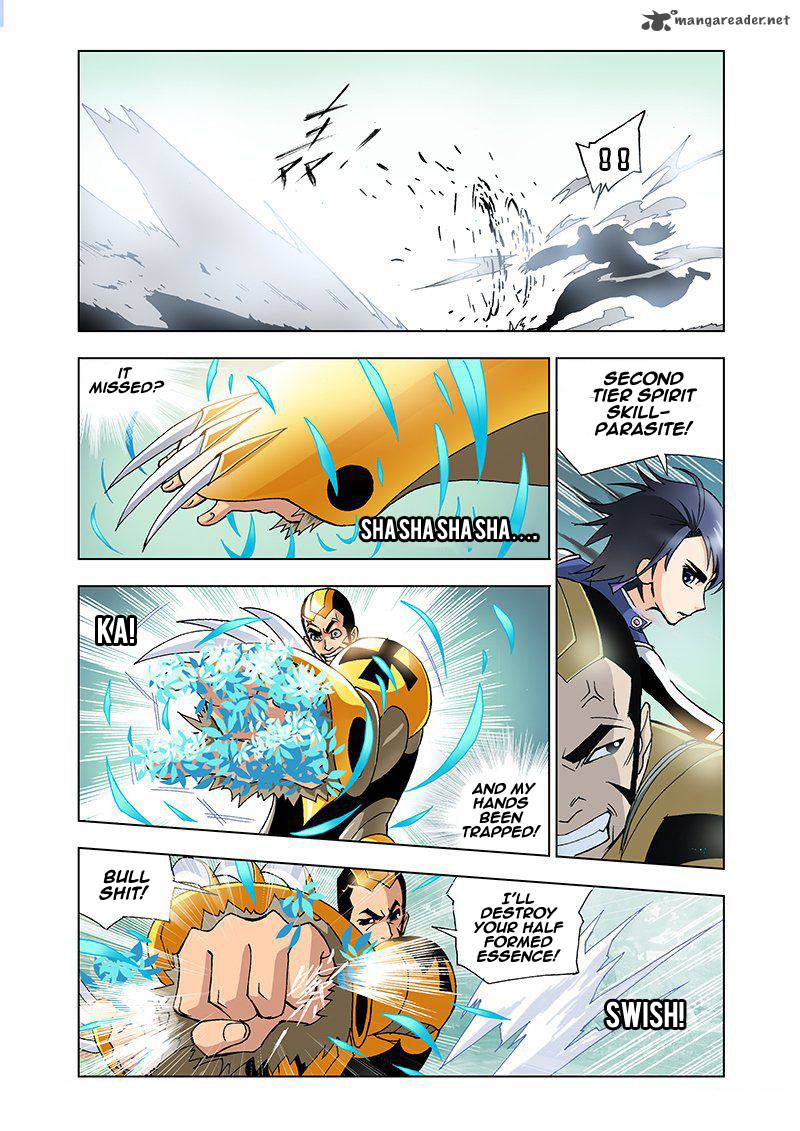 mangareader.net
!!
IT
MISSED?
SHA SHA SHA SHA....
SECOND
TIER SPIRIT
SKILL-
PARASITE!
KA!
AND MY
HANDS
BEEN
TRAPPED!
BULL
SHIT!
I'LL
DESTROY
YOUR HALF
FORMED
ESSENCE!
SWISH!